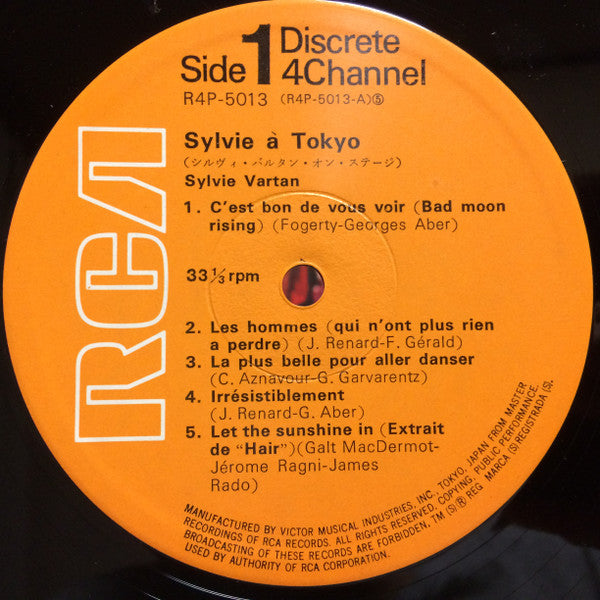 Side 1 Discrete
4Channel
R4P-5013 (R4P-5013-A)⑤
Sylvie à Tokyo
(シルヴィ・バルタン・オン・ステージ)
Sylvie Vartan
1. C'est bon de vous voir (Bad moon
rising) (Fogerty-Georges Aber)
33 1/3 rpm
2. Les hommes (qui n'ont plus rien
a perdre) (J. Renard-F. Gérald)
3. La plus belle pour aller danser
(C. Aznavour-G. Garvarentz)
4. Irrésistiblement
(J. Renard-G. Aber)
5. Let the sunshine in (Extrait
de "Hair") (Galt MacDermot-
Jérome Ragni-James
Rado)
RCA
MANUFACTURED BY VICTOR MUSICAL INDUSTRIES, INC. TOKYO, JAPAN FROM MASTER
RECORDINGS OF RCA RECORDS. ALL RIGHTS RESERVED. COPYING, PUBLIC PERFORMANCE,
BROADCASTING OF THESE RECORDS ARE FORBIDDEN, TM (S) ® REG MARCA (S) REGISTRADA (S).
USED BY AUTHORITY OF RCA CORPORATION.